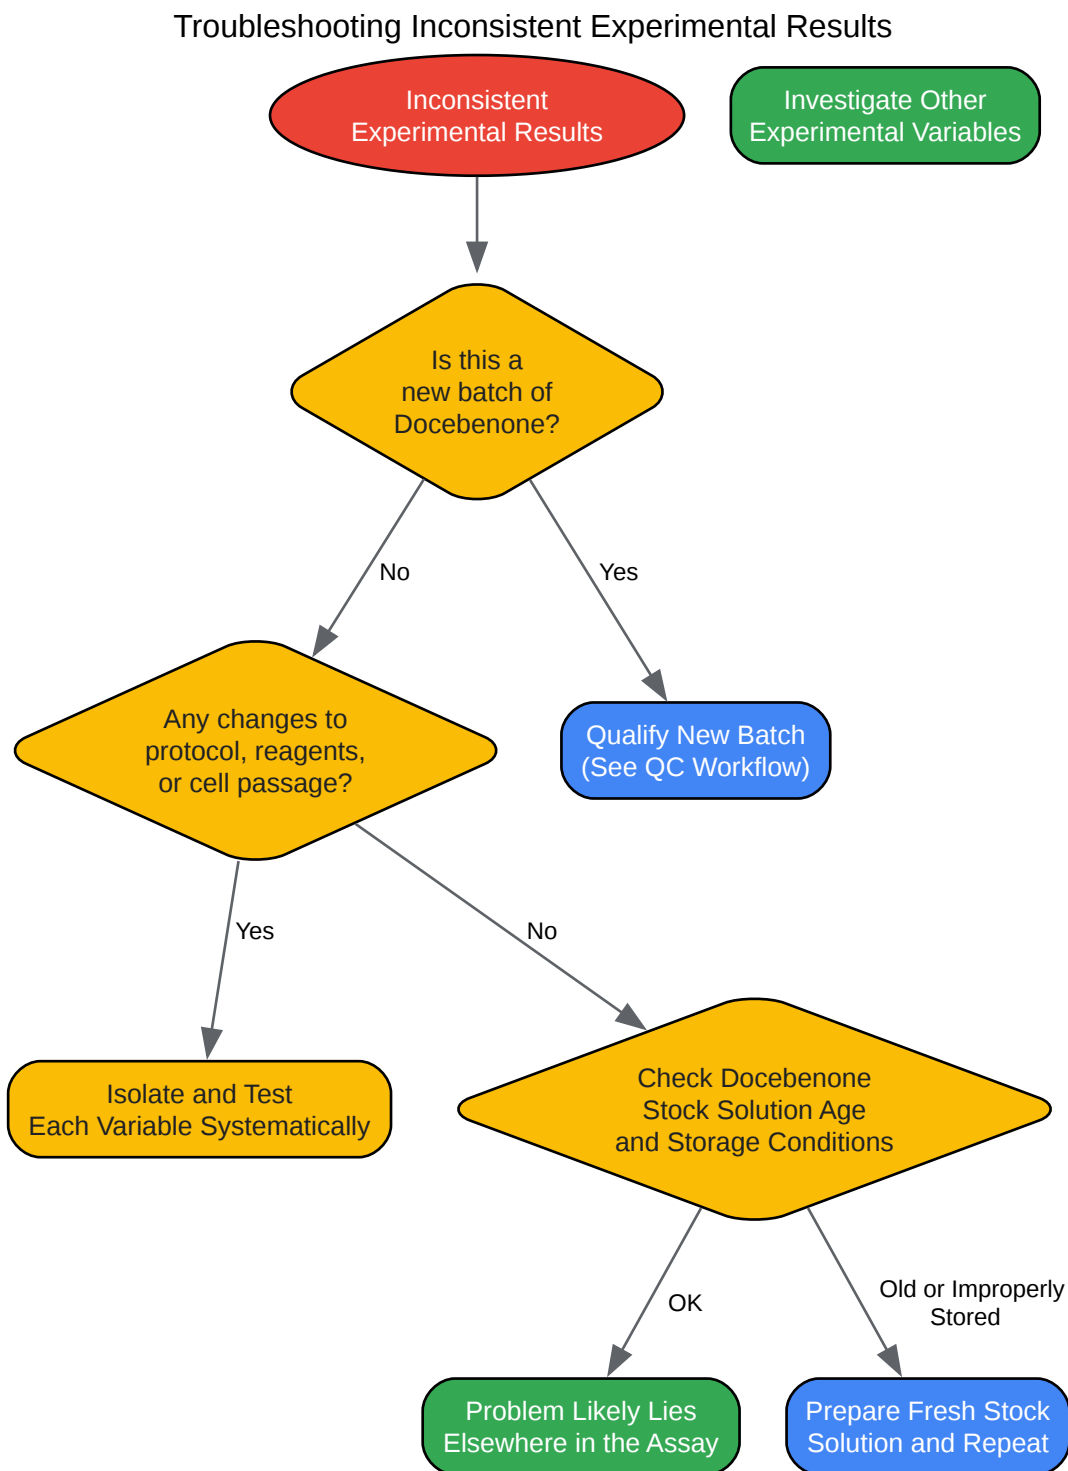 Troubleshooting Inconsistent Experimental Results
Inconsistent
Experimental Results
Investigate Other
Experimental Variables
Is this a
new batch of
Docebenone?
No
Yes
Any changes to
protocol, reagents,
or cell passage?
Qualify New Batch
(See QC Workflow)
Yes
No
Isolate and Test
Each Variable Systematically
Check Docebenone
Stock Solution Age
and Storage Conditions
OK
Old or Improperly
Stored
Problem Likely Lies
Elsewhere in the Assay
Prepare Fresh Stock
Solution and Repeat